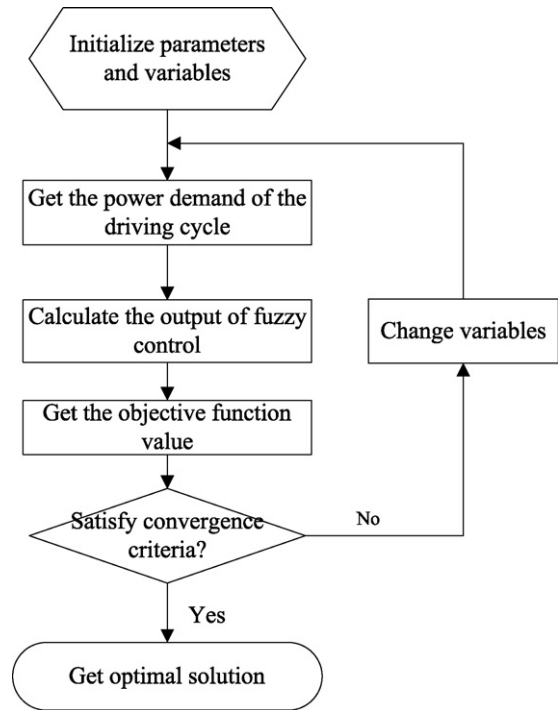 Initialize parameters
and variables
Get the power demand of the
driving cycle
Calculate the output of fuzzy
control
Change variables
Get the objective function
value
Satisfy convergence
criteria?
No
Yes
Get optimal solution